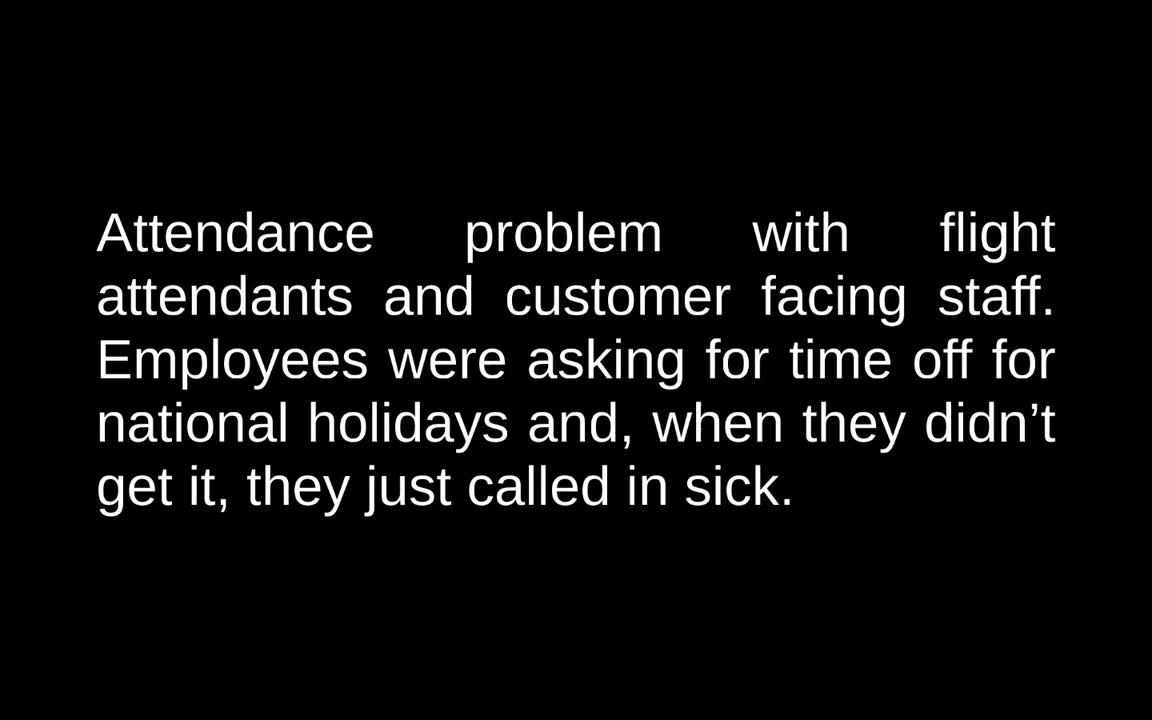 Attendance problem with flight
attendants and customer facing staff.
Employees were asking for time off for
national holidays and, when they didn’t
get it, they just called in sick.